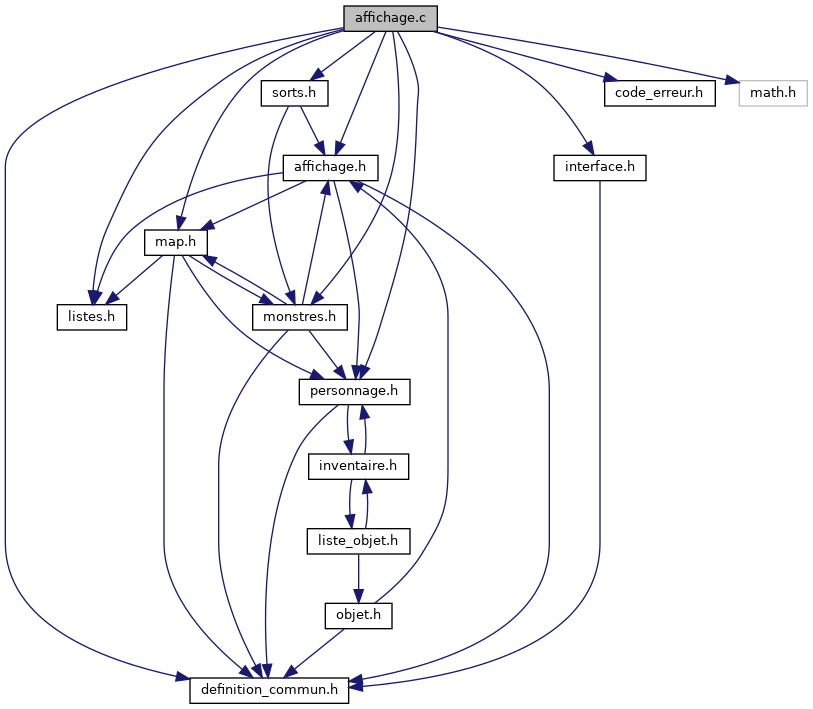 affichage.c
sorts.h
code_erreur.h
math.h
affichage.h
interface.h
map.h
listes.h
monstres.h
personnage.h
inventaire.h
liste_objet.h
objet.h
definition_commun.h